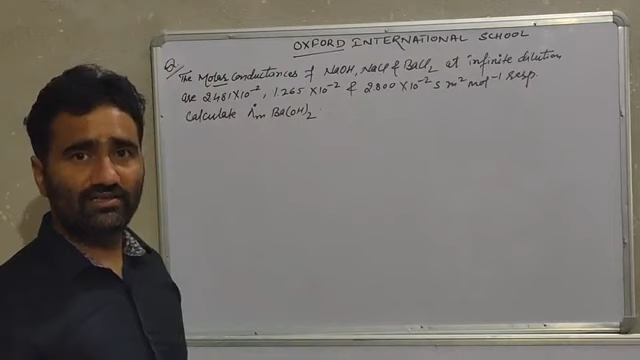 OXFORD INTERNATIONAL SCHOOL
Q/ The Molar conductances of NaOH, NaCl & BaCl2 at infinite dilution
are 2.481×10⁻², 1.265×10⁻² & 2.800×10⁻² S m² mol⁻¹ resp.
Calculate Λ°m Ba(OH)2.